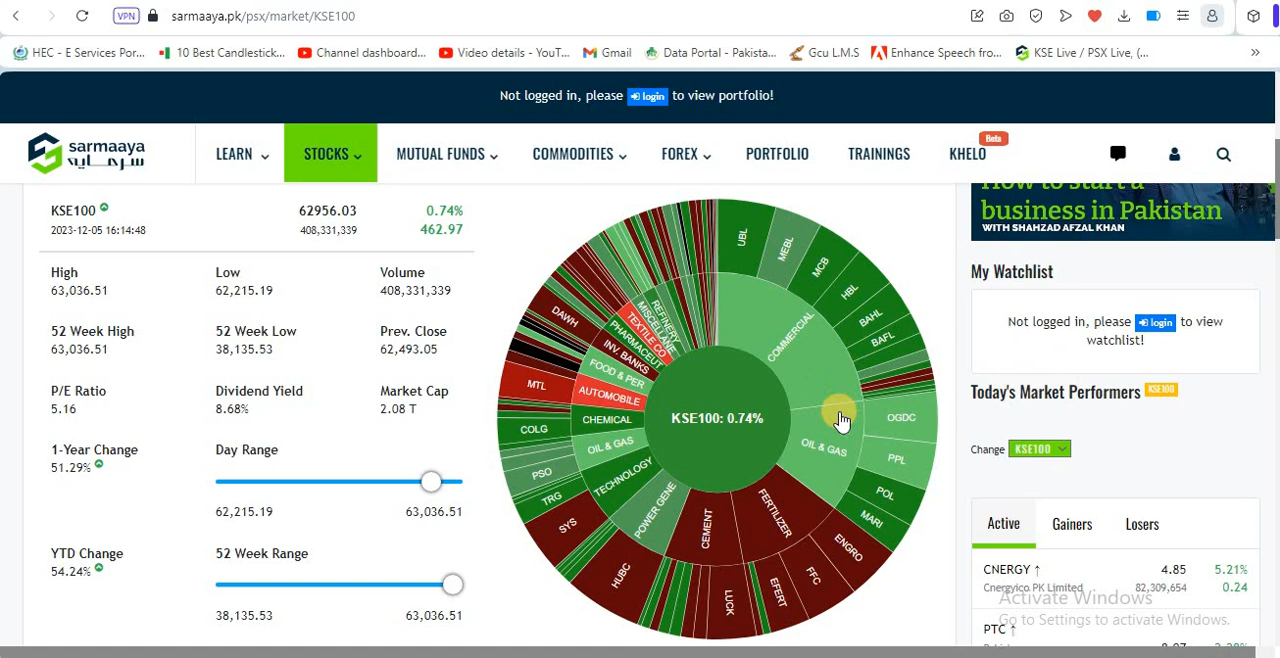 VPN
sarmaaya.pk/psx/market/KSE100
HEC - E Services Por...
10 Best Candlestick...
Channel dashboard...
Video details - YouT...
Gmail
Data Portal - Pakista...
Gcu L.M.S
Enhance Speech fro...
KSE Live / PSX Live, (...
Not logged in, please login to view portfolio!
sarmaaya
سرمایہ
LEARN
STOCKS
MUTUAL FUNDS
COMMODITIES
FOREX
PORTFOLIO
TRAININGS
KHELO
Beta
KSE100
62956.03
0.74%
2023-12-05 16:14:48
408,331,339
462.97
High
Low
Volume
63,036.51
62,215.19
408,331,339
52 Week High
52 Week Low
Prev. Close
63,036.51
38,135.53
62,493.05
P/E Ratio
Dividend Yield
Market Cap
5.16
8.68%
2.08 T
1-Year Change
Day Range
51.29%
62,215.19
63,036.51
YTD Change
52 Week Range
54.24%
38,135.53
63,036.51
KSE100: 0.74%
COMMERCIAL
OIL & GAS
FERTILIZER
CEMENT
POWER GENE
TECHNOLOGY
OIL & GAS
CHEMICAL
AUTOMOBILE
FOOD & PER
INV. BANKS
PHARMACEUT
TEXTILE CO
MISCELLANE
REFINERY
UBL
MEBL
MCB
HBL
BAHL
BAFL
OGDC
PPL
POL
MARI
ENGRO
FFC
EFERT
LUCK
HUBC
SYS
TRG
PSO
COLG
MTL
DAWH
business in Pakistan
WITH SHAHZAD AFZAL KHAN
My Watchlist
Not logged in, please login to view
watchlist!
Today's Market Performers KSE100
Change KSE100
Active
Gainers
Losers
CNERGY ↑
4.85
5.21%
Cnergyico PK Limited
82,309,654
0.24
PTC ↑
Activate Windows
Go to Settings to activate Windows.